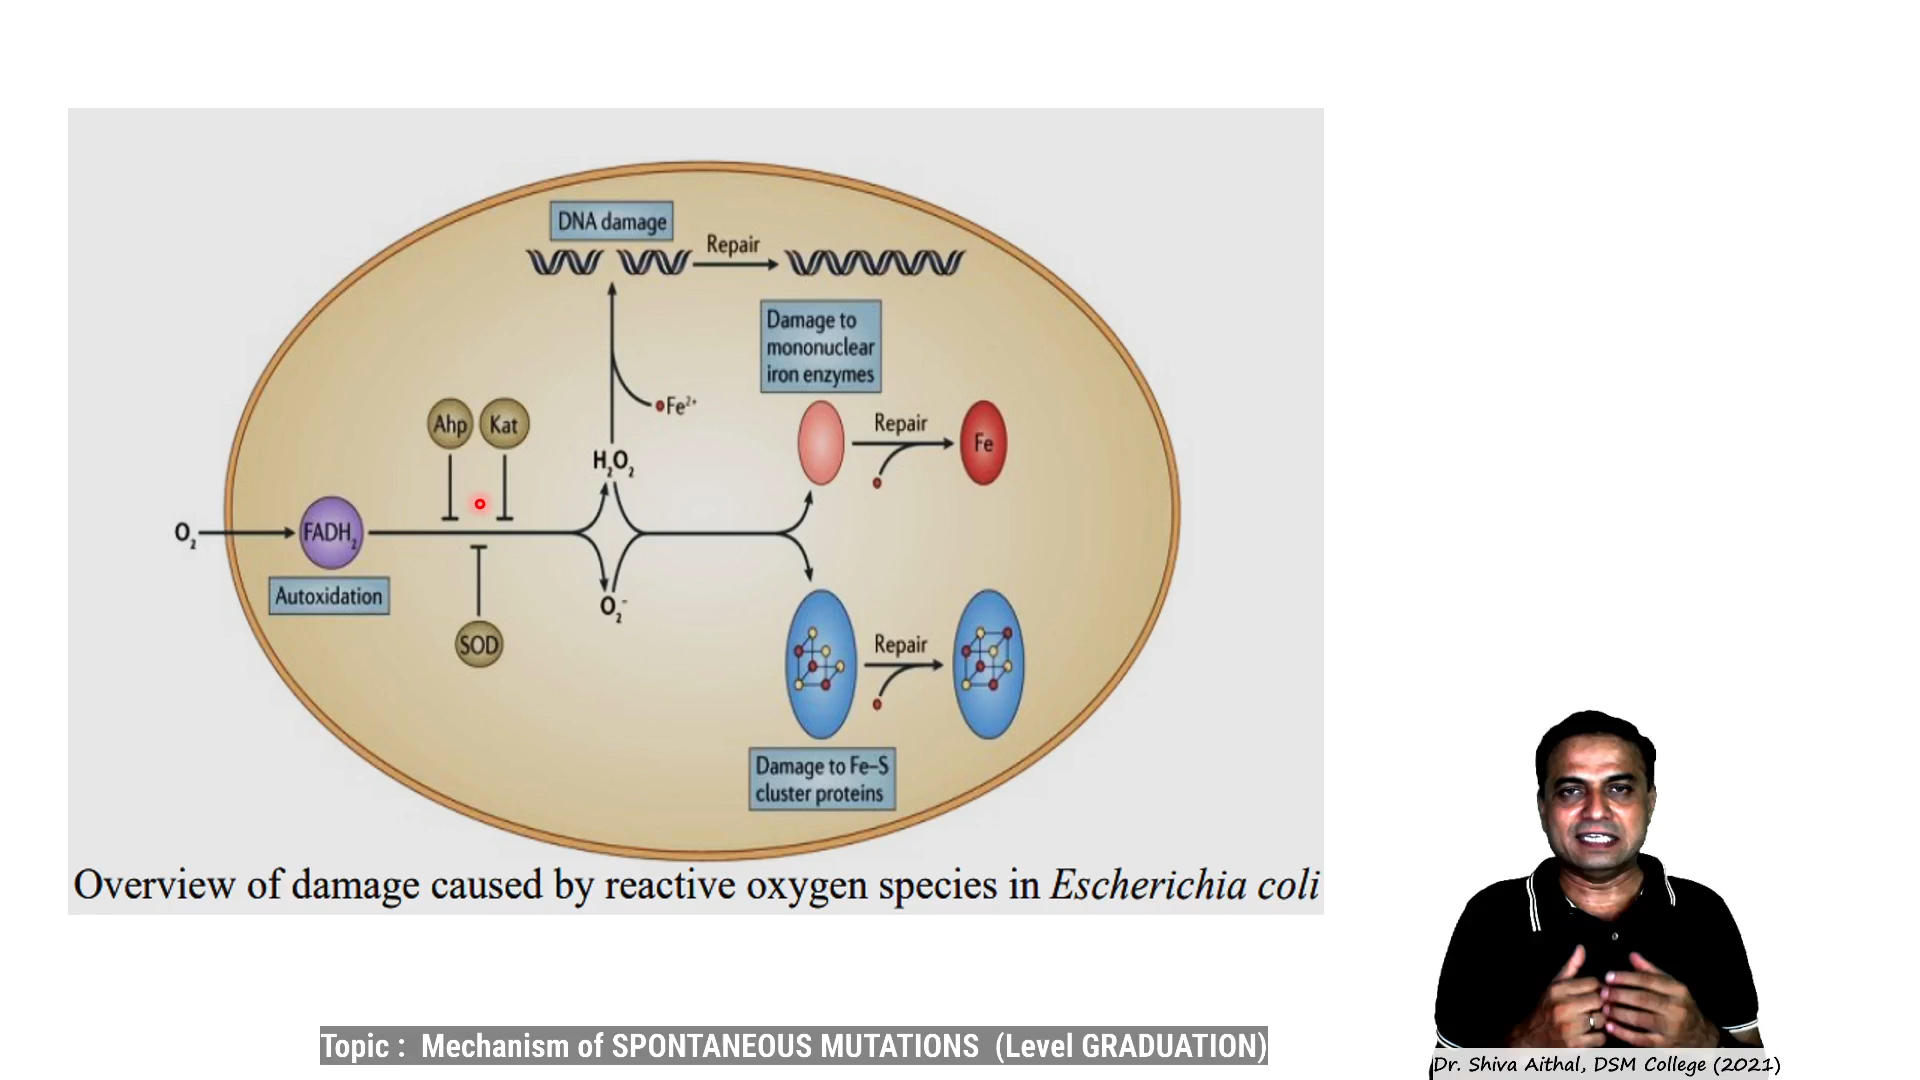 DNA damage
Repair
Damage to
mononuclear
iron enzymes
Fe²⁺
Ahp
Kat
Repair
Fe
H₂O₂
O₂
FADH₂
Autoxidation
O₂⁻
SOD
Repair
Damage to Fe–S
cluster proteins
Overview of damage caused by reactive oxygen species in Escherichia coli
Topic : Mechanism of SPONTANEOUS MUTATIONS (Level GRADUATION)
Dr. Shiva Aithal, DSM College (2021)